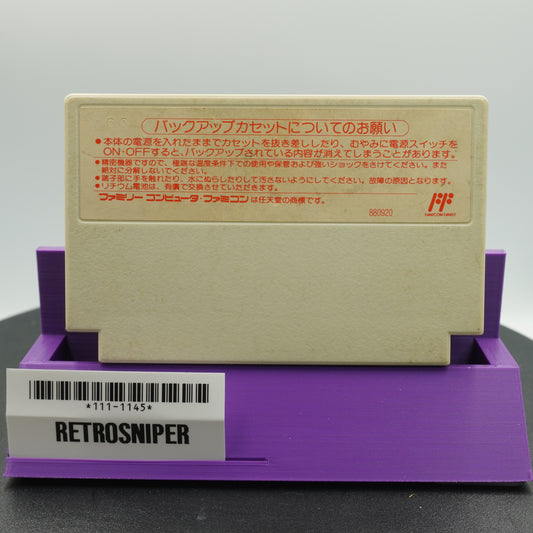 バックアップカセットについてのお願い
●本体の電源を入れたままでカセットを抜き差ししたり、むやみに電源スイッチを
ON・OFFすると、バックアップされている内容が消えてしまうことがあります。
●精密機器ですので、極端な温度条件下での使用や保管および強いショックをさけてください。また
絶対に分解しないでください。
●端子部に手を触れたり、水にぬらしたりして汚さないようにしてください。故障の原因となります。
●リチウム電池は、有償で交換させていただきます。
ファミリーコンピュータ・ファミコンは任天堂の商標です。
880920
*111-1145*
RETROSNIPER